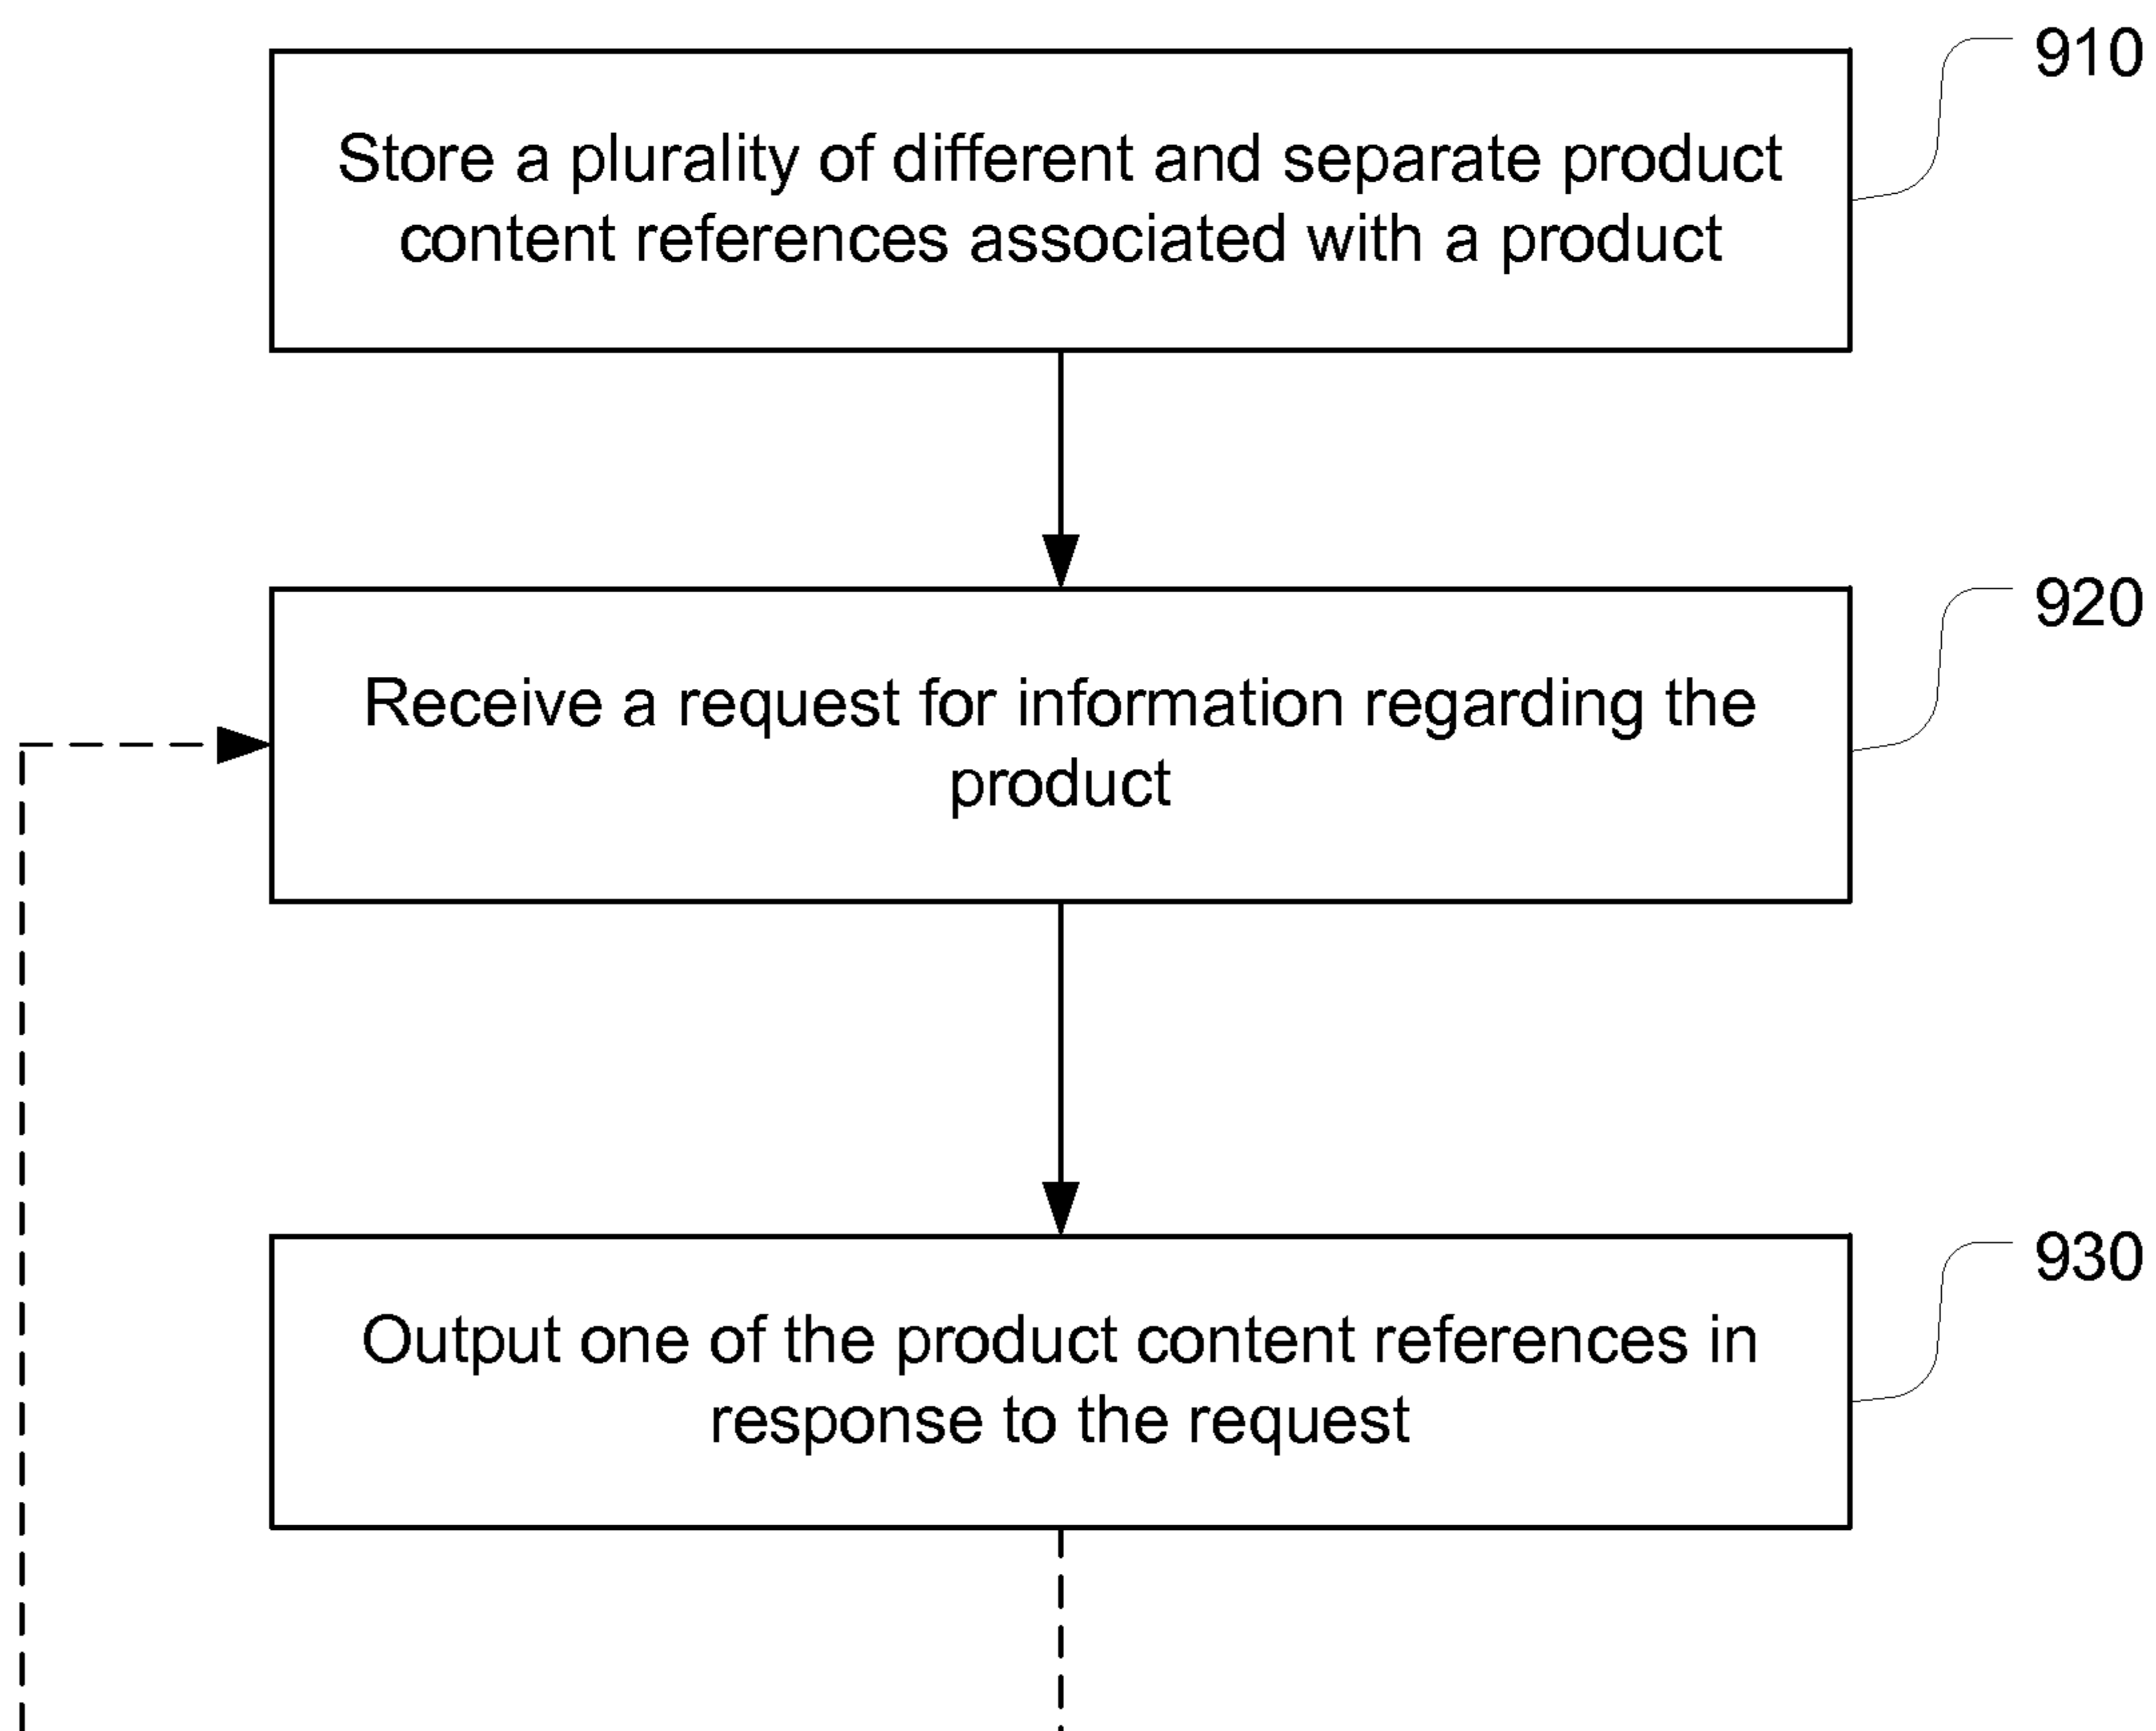 910
Store a plurality of different and separate product
content references associated with a product
920
Receive a request for information regarding the
product
930
Output one of the product content references in
response to the request